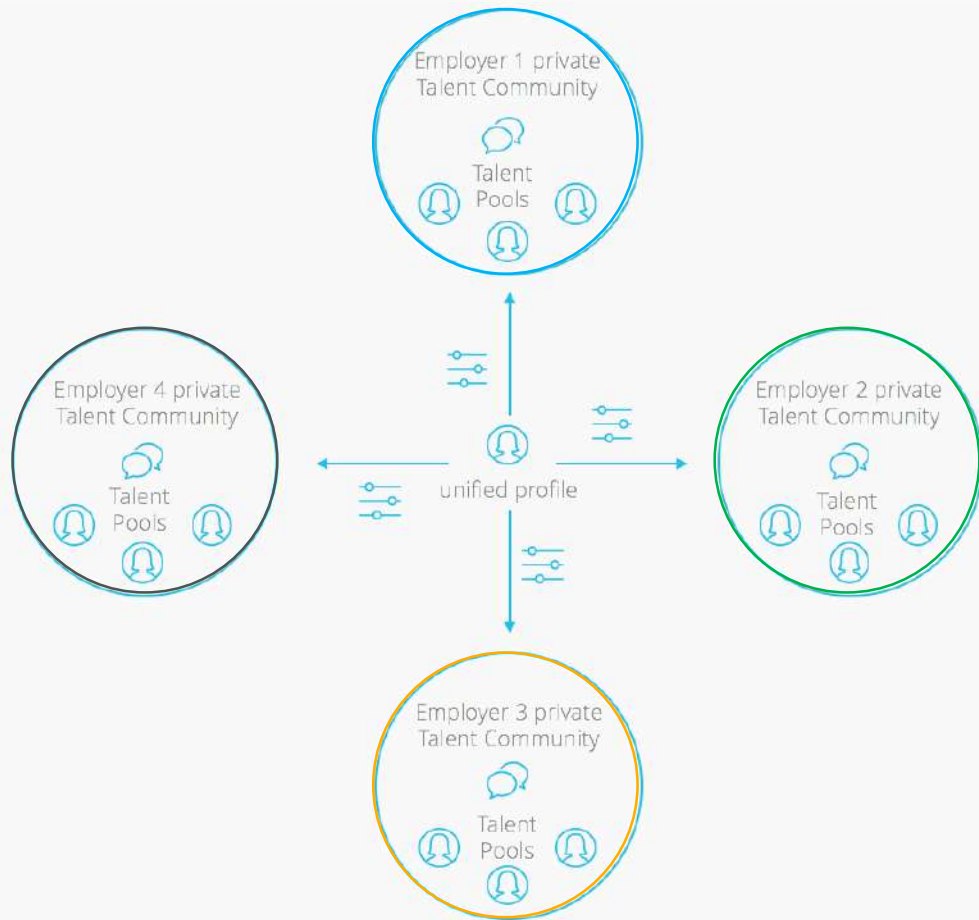 Employer 1 private
Talent Community
Talent
Pools
Employer 4 private
Talent Community
Talent
Pools
unified profile
Employer 2 private
Talent Community
Talent
Pools
Employer 3 private
Talent Community
Talent
Pools